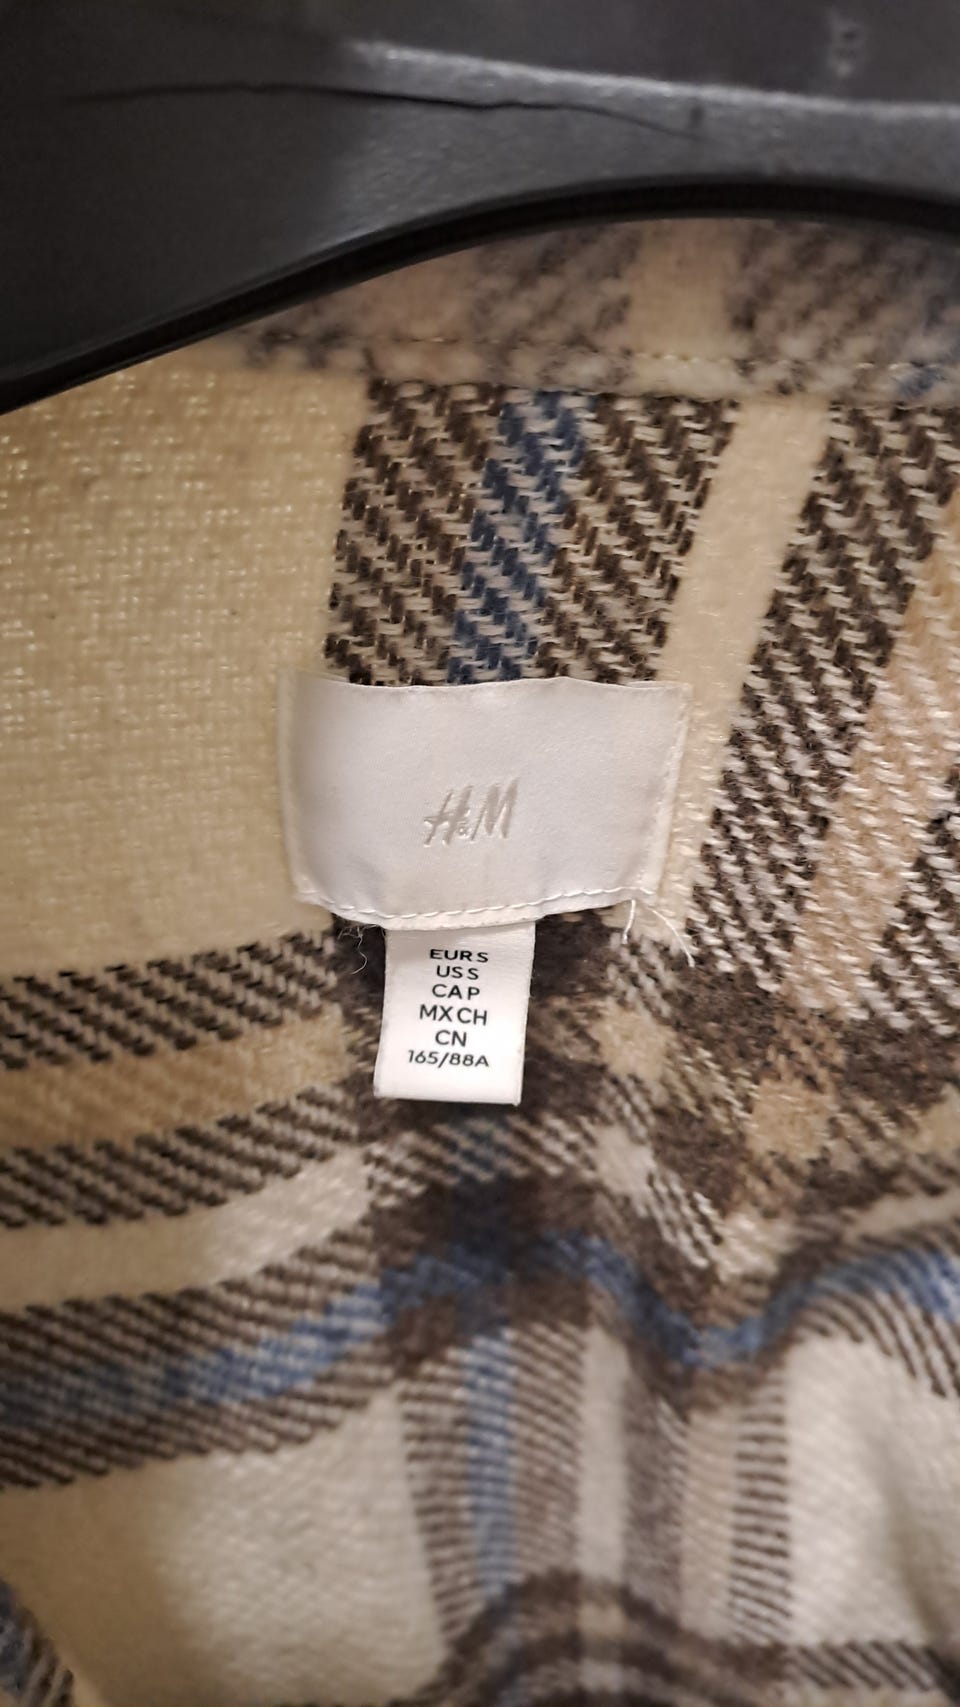 H&M
EUR S
US S
CA P
MX CH
CN
165/88A